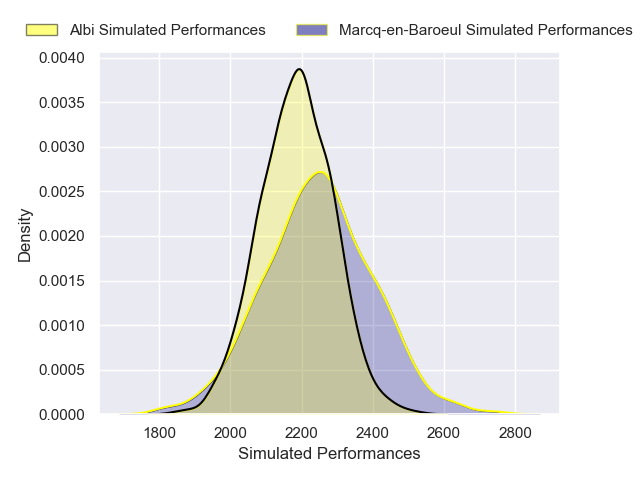 Albi Simulated Performances
Marcq-en-Baroeul Simulated Performances
0.0040
0.0035
0.0030
0.0025
0.0020
0.0015
0.0010
0.0005
0.0000
Density
1800 2000 2200 2400 2600 2800
Simulated Performances